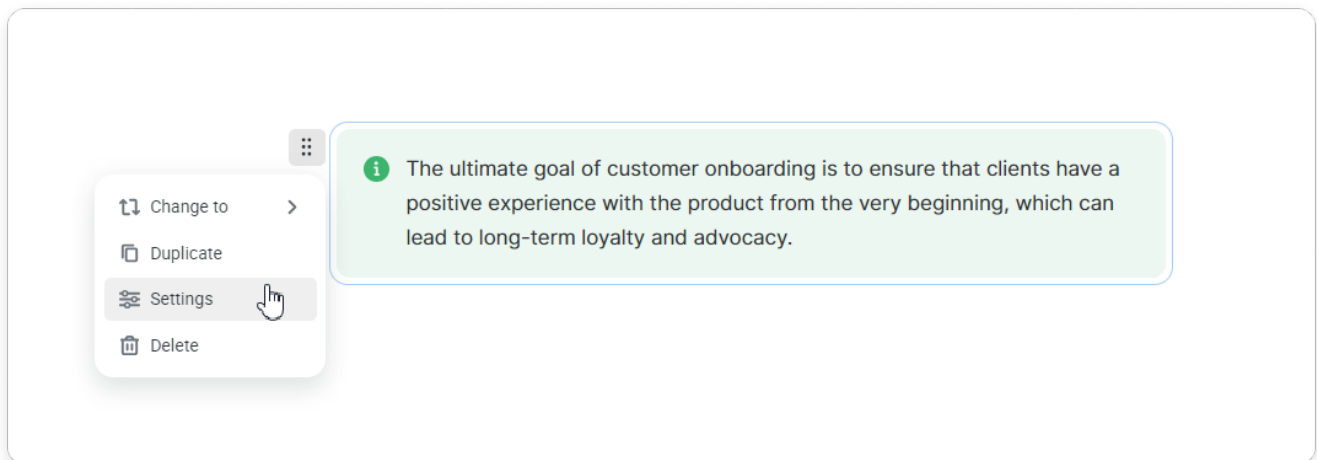 The ultimate goal of customer onboarding is to ensure that clients have a
positive experience with the product from the very beginning, which can
lead to long-term loyalty and advocacy.
Change to
Duplicate
Settings
Delete